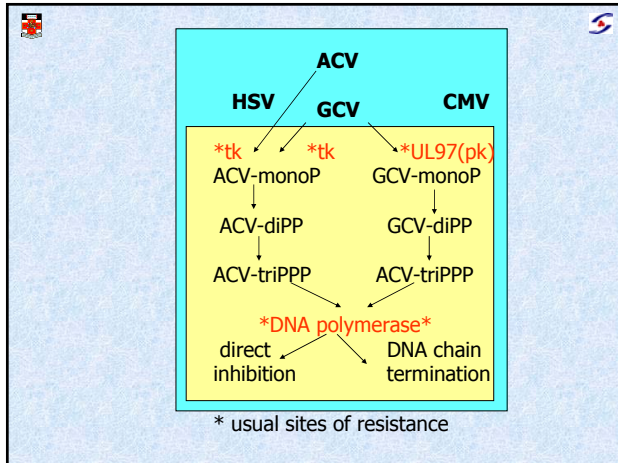 ACV
HSV GCV CMV
*tk *tk *UL97(pk)
ACV-monoP GCV-monoP
ACV-diPP GCV-diPP
ACV-triPPP ACV-triPPP
*DNA polymerase*
direct DNA chain
inhibition termination
* usual sites of resistance